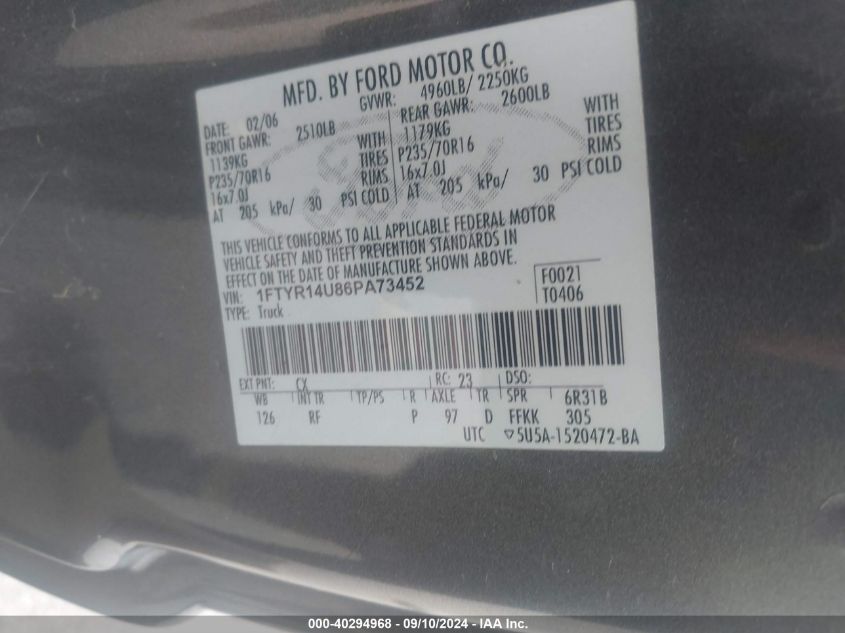 MFD. BY FORD MOTOR CO.
DATE: 02/06 GVWR: 4960LB/ 2250KG
FRONT GAWR: 2510LB REAR GAWR: 2600LB
1139KG WITH 1179KG WITH
P235/70R16 TIRES P235/70R16 TIRES
16x7.0J RIMS 16x7.0J RIMS
AT 205 kPa/ 30 PSI COLD AT 205 kPa/ 30 PSI COLD
Ford
THIS VEHICLE CONFORMS TO ALL APPLICABLE FEDERAL MOTOR
VEHICLE SAFETY AND THEFT PREVENTION STANDARDS IN
EFFECT ON THE DATE OF MANUFACTURE SHOWN ABOVE.
VIN: 1FTYR14U86PA73452 F0021
TYPE: Truck T0406
EXT PNT: CX RC: 23 DSO:
WB INT TR TP/PS R AXLE TR SPR 6R31B
126 RF P 97 D FFKK 305
UTC ▽5U5A-1520472-BA
000-40294968 - 09/10/2024 - IAA Inc.